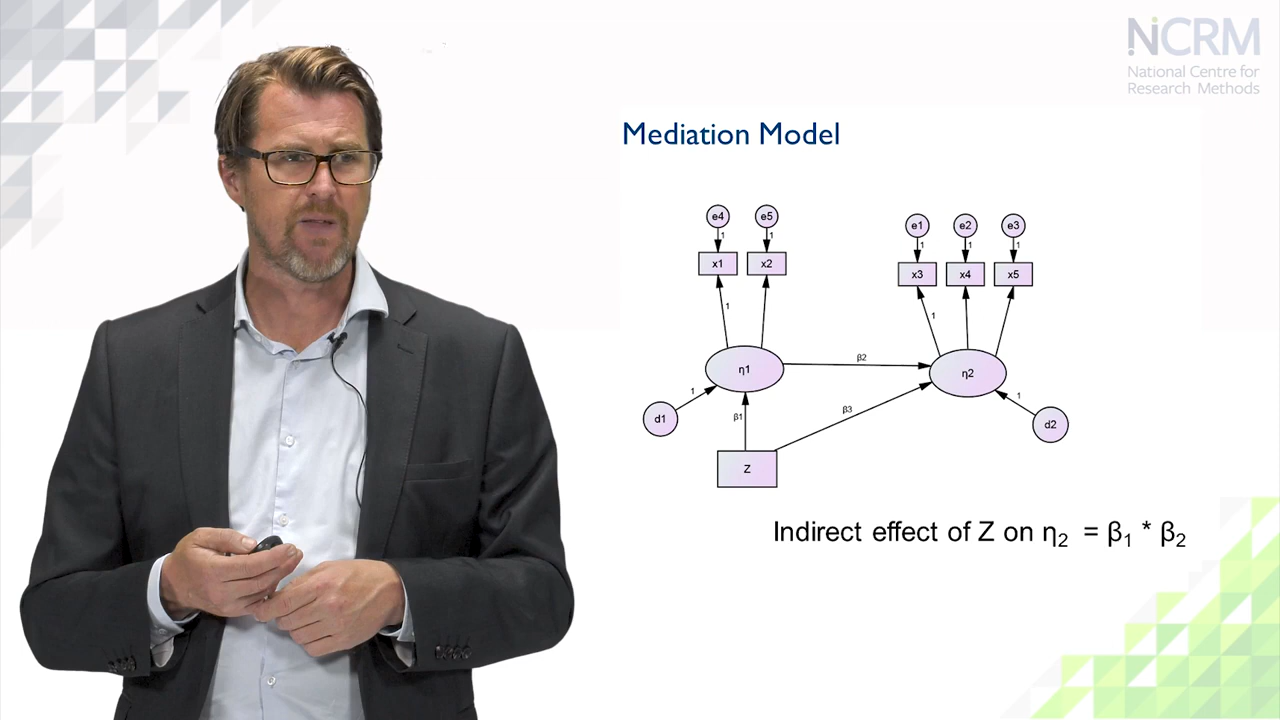 NCRM
National Centre for
Research Methods
Mediation Model
e4 e5 e1 e2 e3
1 1 1 1 1
x1 x2 x3 x4 x5
1 1
β2
η1 η2
1 β1 β3 1
d1 d2
Z
Indirect effect of Z on η₂ = β₁ * β₂